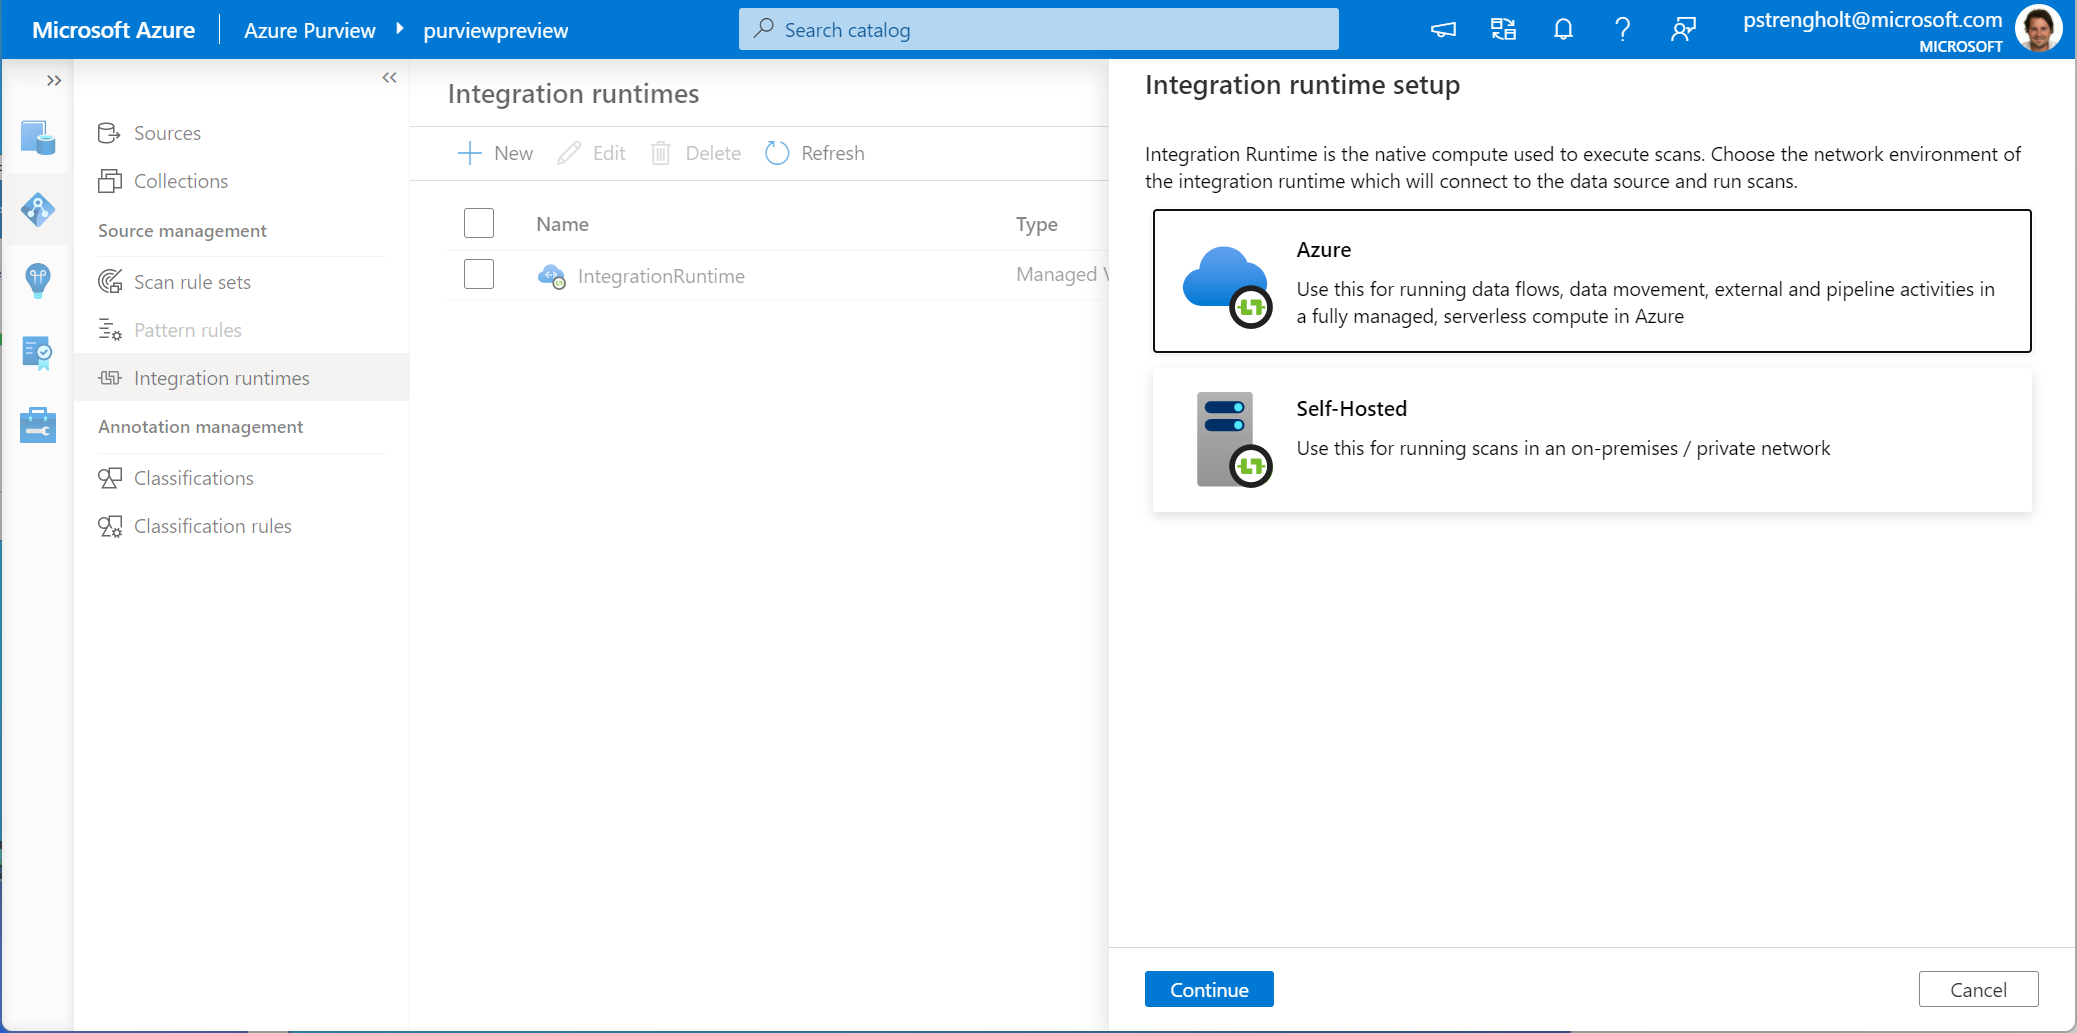 Microsoft Azure
Azure Purview
purviewpreview
Search catalog
pstrengholt@microsoft.com
MICROSOFT
Sources
Collections
Source management
Scan rule sets
Pattern rules
Integration runtimes
Annotation management
Classifications
Classification rules
Integration runtimes
New Edit Delete Refresh
Name Type
IntegrationRuntime Managed
Integration runtime setup
Integration Runtime is the native compute used to execute scans. Choose the network environment of
the integration runtime which will connect to the data source and run scans.
Azure
Use this for running data flows, data movement, external and pipeline activities in
a fully managed, serverless compute in Azure
Self-Hosted
Use this for running scans in an on-premises / private network
Continue
Cancel